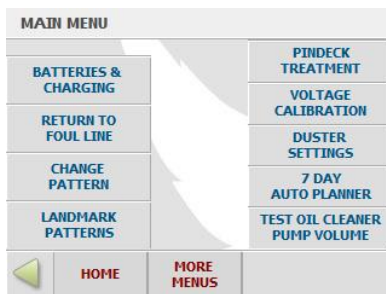 MAIN MENU
BATTERIES &
CHARGING
RETURN TO
FOUL LINE
CHANGE
PATTERN
LANDMARK
PATTERNS
PINDECK
TREATMENT
VOLTAGE
CALIBRATION
DUSTER
SETTINGS
7 DAY
AUTO PLANNER
TEST OIL CLEANER
PUMP VOLUME
HOME
MORE
MENUS